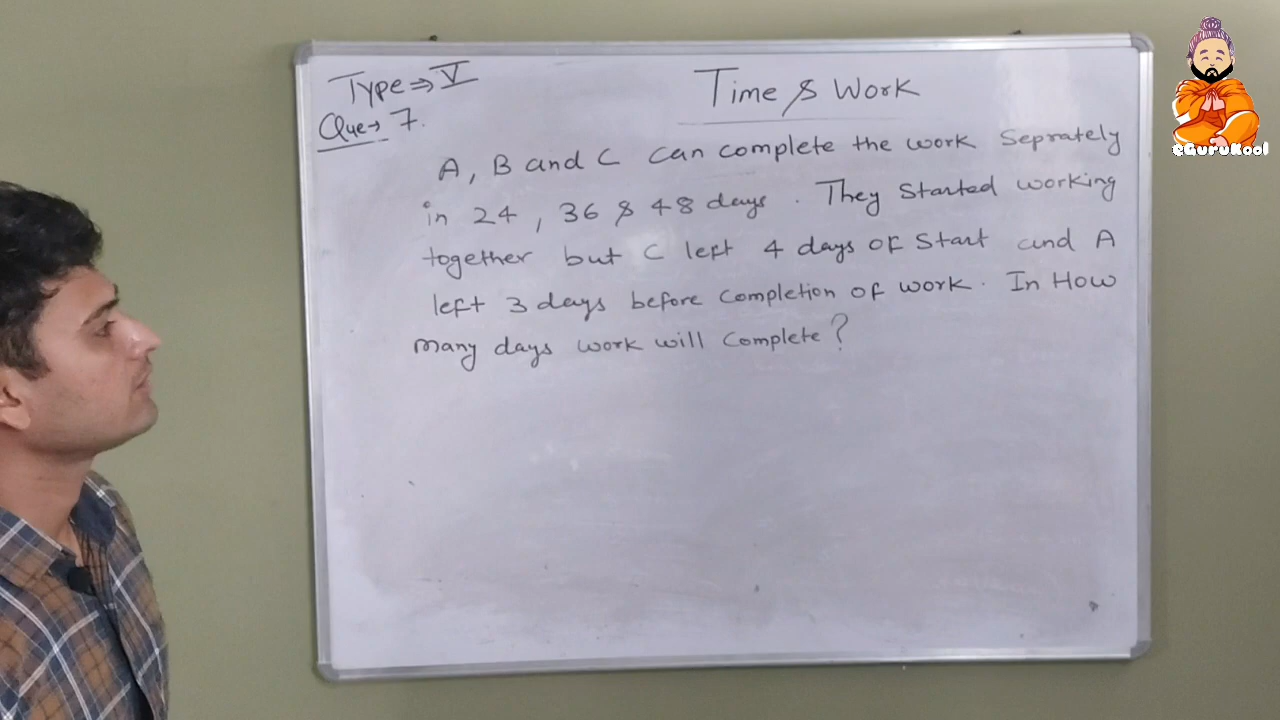 Type ⇒ V
Time & Work
Que → 7.
A, B and C can complete the work Seprately
in 24, 36 & 48 days. They Started working
together but C left 4 days of Start and A
left 3 days before completion of work. In How
many days work will complete?
eGuruKool